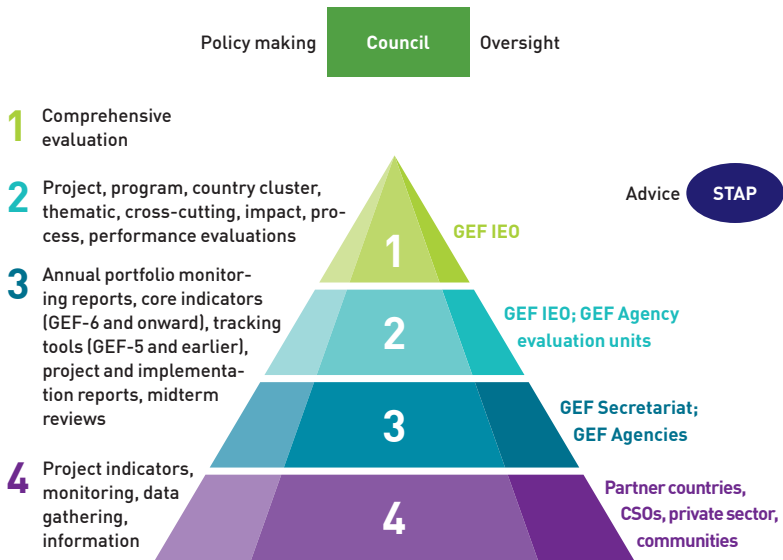 Policy making
Council
Oversight
1
Comprehensive
evaluation
2
Project, program, country cluster,
thematic, cross-cutting, impact, pro-
cess, performance evaluations
3
Annual portfolio monitor-
ing reports, core indicators
(GEF-6 and onward), tracking
tools (GEF-5 and earlier),
project and implementa-
tion reports, midterm
reviews
4
Project indicators,
monitoring, data
gathering,
information
Advice
STAP
1
GEF IEO
2
GEF IEO; GEF Agency
evaluation units
3
GEF Secretariat;
GEF Agencies
4
Partner countries,
CSOs, private sector,
communities